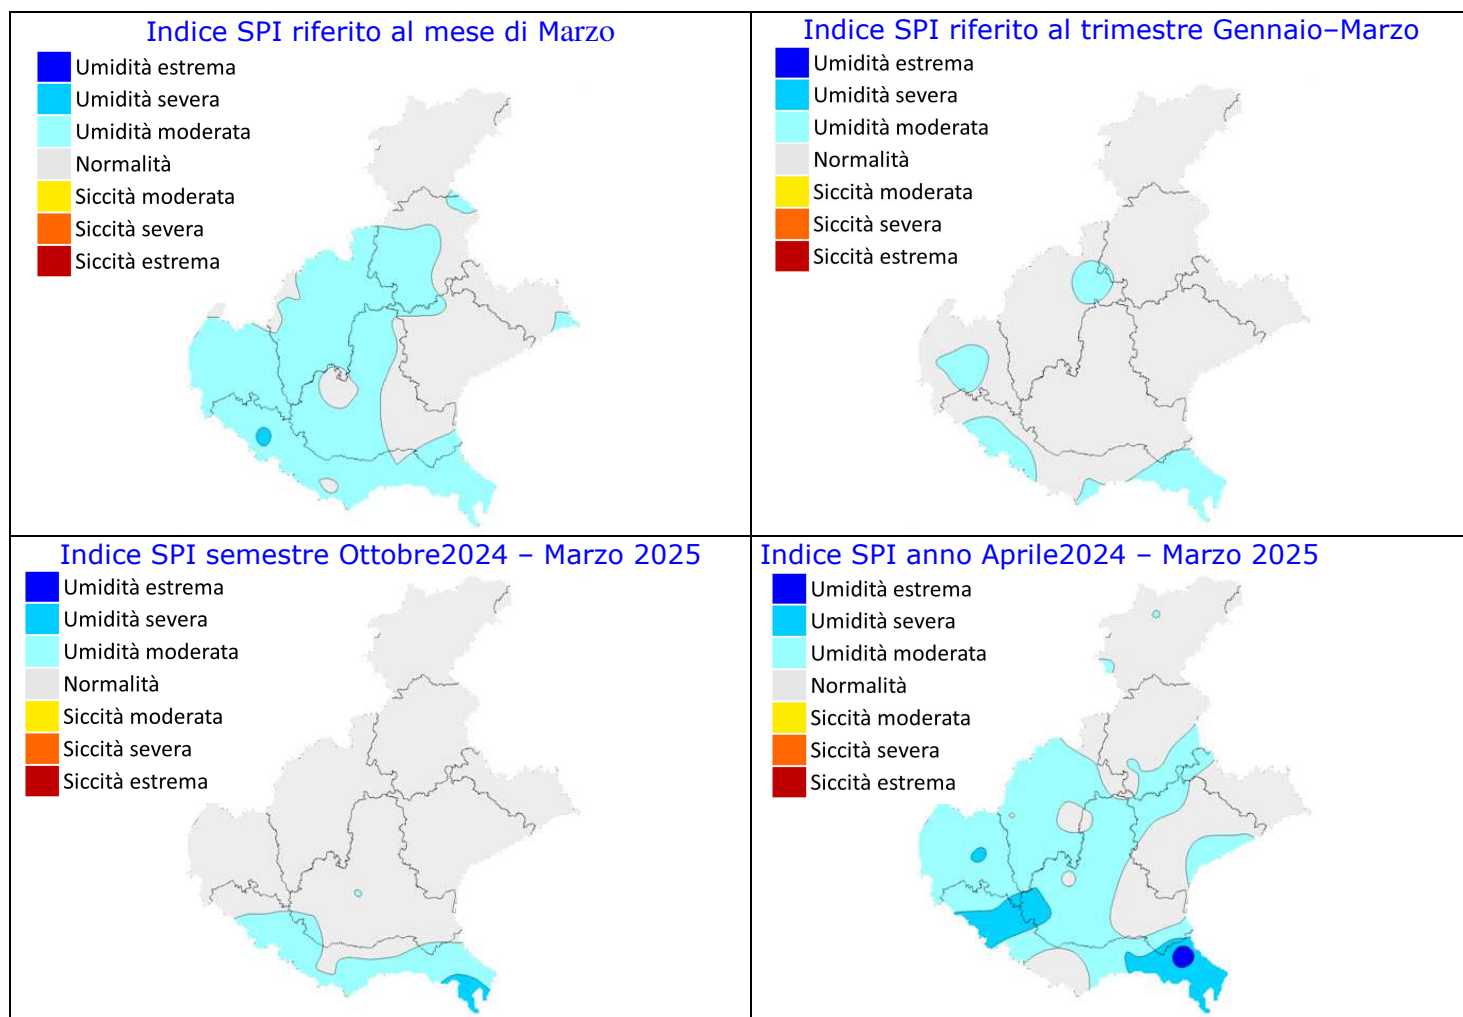 Indice SPI riferito al mese di Marzo
Umidità estrema
Umidità severa
Umidità moderata
Normalità
Siccità moderata
Siccità severa
Siccità estrema
Indice SPI riferito al trimestre Gennaio–Marzo
Umidità estrema
Umidità severa
Umidità moderata
Normalità
Siccità moderata
Siccità severa
Siccità estrema
Indice SPI semestre Ottobre2024 – Marzo 2025
Umidità estrema
Umidità severa
Umidità moderata
Normalità
Siccità moderata
Siccità severa
Siccità estrema
Indice SPI anno Aprile2024 – Marzo 2025
Umidità estrema
Umidità severa
Umidità moderata
Normalità
Siccità moderata
Siccità severa
Siccità estrema